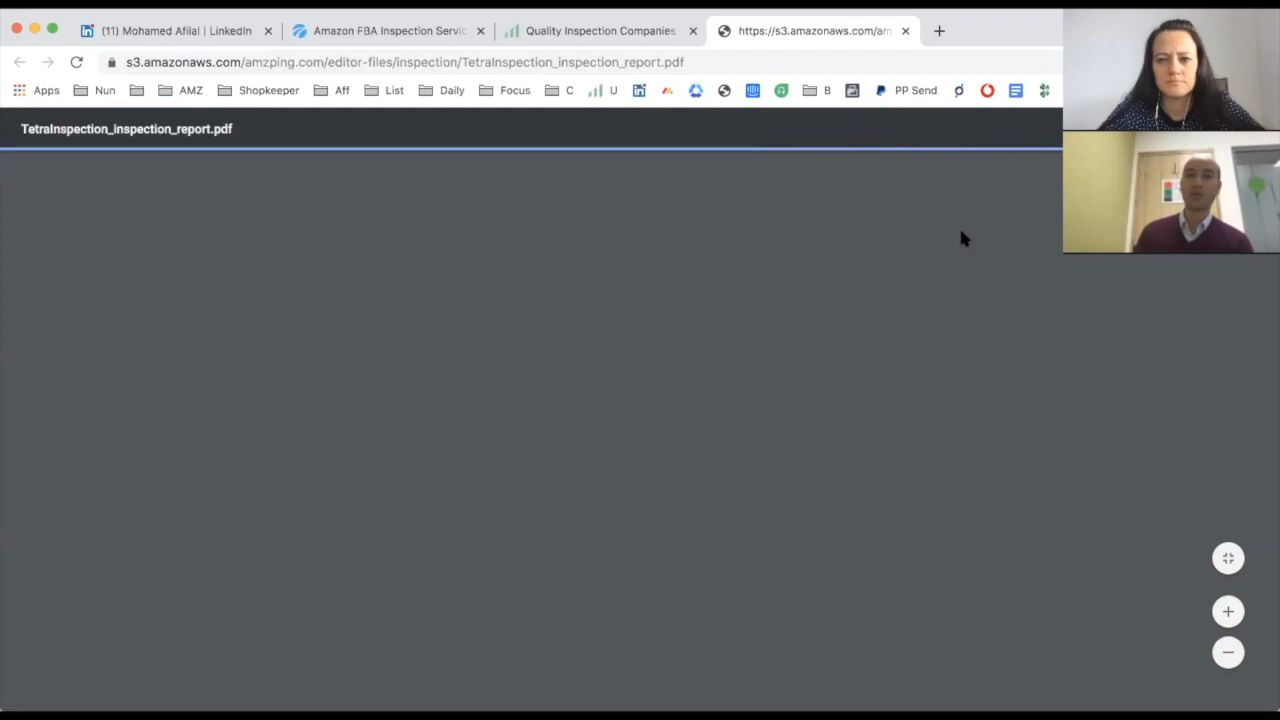 (11) Mohamed Afilal | LinkedIn
Amazon FBA Inspection Servic
Quality Inspection Companies
https://s3.amazonaws.com/am
s3.amazonaws.com/amzping.com/editor-files/inspection/TetraInspection_inspection_report.pdf
Apps Nun AMZ Shopkeeper Aff List Daily Focus C U B PP Send
TetraInspection_inspection_report.pdf